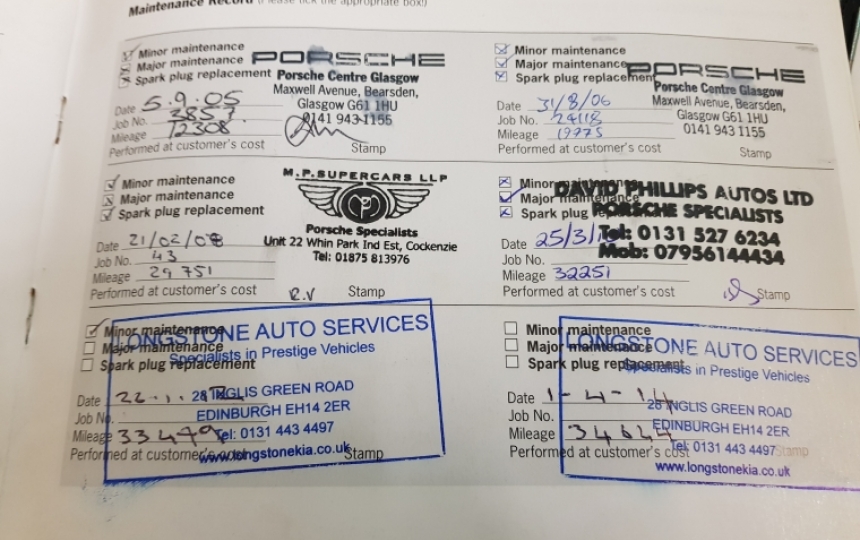 Maintenance Record (Please tick the appropriate box!)
Minor maintenance
Major maintenance
Spark plug replacement
PORSCHE
Porsche Centre Glasgow
Maxwell Avenue, Bearsden,
Glasgow G61 1HU
0141 943 1155
Date 5.9.05
Job No. 3857
Mileage 12308
Performed at customer's cost
Stamp
Minor maintenance
Major maintenance
Spark plug replacement
PORSCHE
Porsche Centre Glasgow
Maxwell Avenue, Bearsden,
Glasgow G61 1HU
0141 943 1155
Date 31/8/06
Job No. 24118
Mileage 19775
Performed at customer's cost
Stamp
Minor maintenance
Major maintenance
Spark plug replacement
M.P.SUPERCARS LLP
Porsche Specialists
Unit 22 Whin Park Ind Est, Cockenzie
Tel: 01875 813976
Date 21/02/08
Job No. 43
Mileage 29 751
Performed at customer's cost
R.V
Stamp
Minor maintenance
Major maintenance
Spark plug
DAVID PHILLIPS AUTOS LTD
PORSCHE SPECIALISTS
Tel: 0131 527 6234
Mob: 07956144434
Date 25/3/
Job No.
Mileage 32251
Performed at customer's cost
Stamp
Minor maintenance
Major maintenance
Spark plug replacement
LONGSTONE AUTO SERVICES
Specialists in Prestige Vehicles
28 INGLIS GREEN ROAD
EDINBURGH EH14 2ER
Tel: 0131 443 4497
www.longstonekia.co.uk
Date 22.1.
Job No.
Mileage 33479
Performed at customer's cost
Stamp
Minor maintenance
Major maintenance
Spark plug replacement
LONGSTONE AUTO SERVICES
Specialists in Prestige Vehicles
28 INGLIS GREEN ROAD
EDINBURGH EH14 2ER
Tel: 0131 443 4497
www.longstonekia.co.uk
Date 1-4-14
Job No.
Mileage 34624
Performed at customer's cost
Stamp